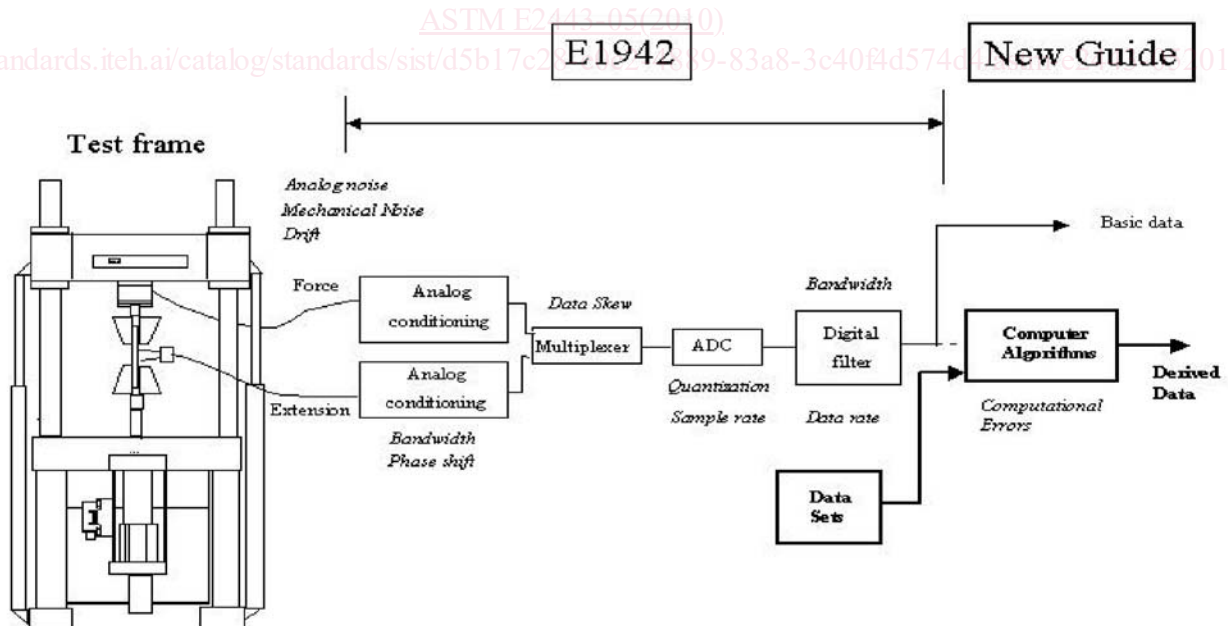 ASTM E2443-05(2010)
E1942
New Guide
Test frame
Analog noise
Mechanical Noise
Drift
Basic data
Force
Analog
conditioning
Data Skew
Multiplexer
ADC
Bandwidth
Digital
filter
Computer
Algorithms
Derived
Data
Extension
Analog
conditioning
Quantization
Sample rate
Data rate
Computational
Errors
Bandwidth
Phase shift
Data
Sets